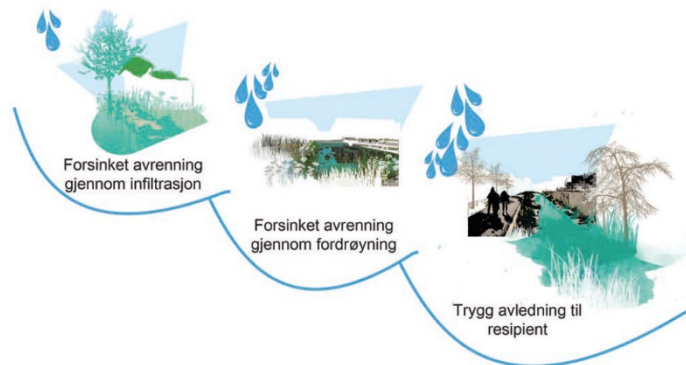 Forsinket avrenning
gjennom infiltrasjon
Forsinket avrenning
gjennom fordrøyning
Trygg avledning til
resipient